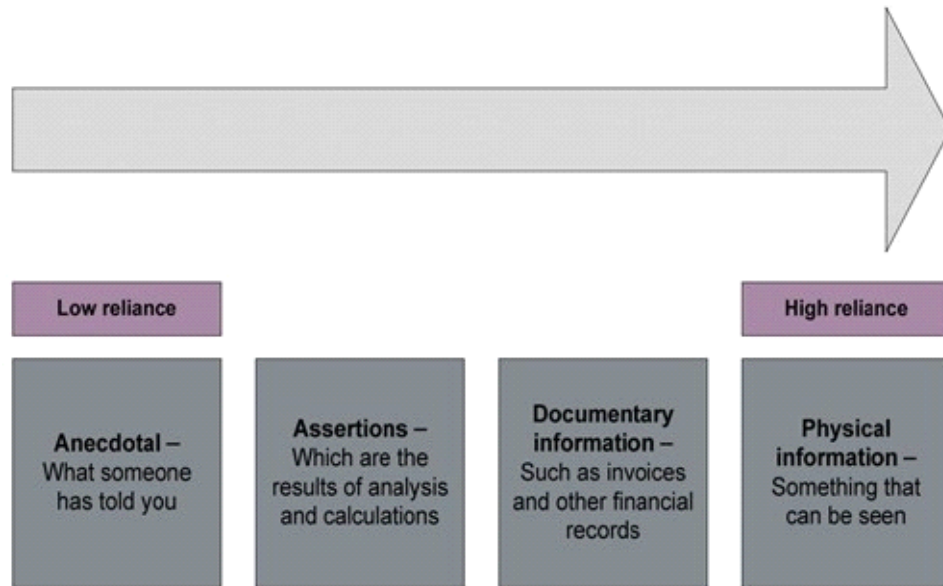 Low reliance
High reliance
Anecdotal –
What someone
has told you
Assertions –
Which are the
results of analysis
and calculations
Documentary
information –
Such as invoices
and other financial
records
Physical
information –
Something that
can be seen